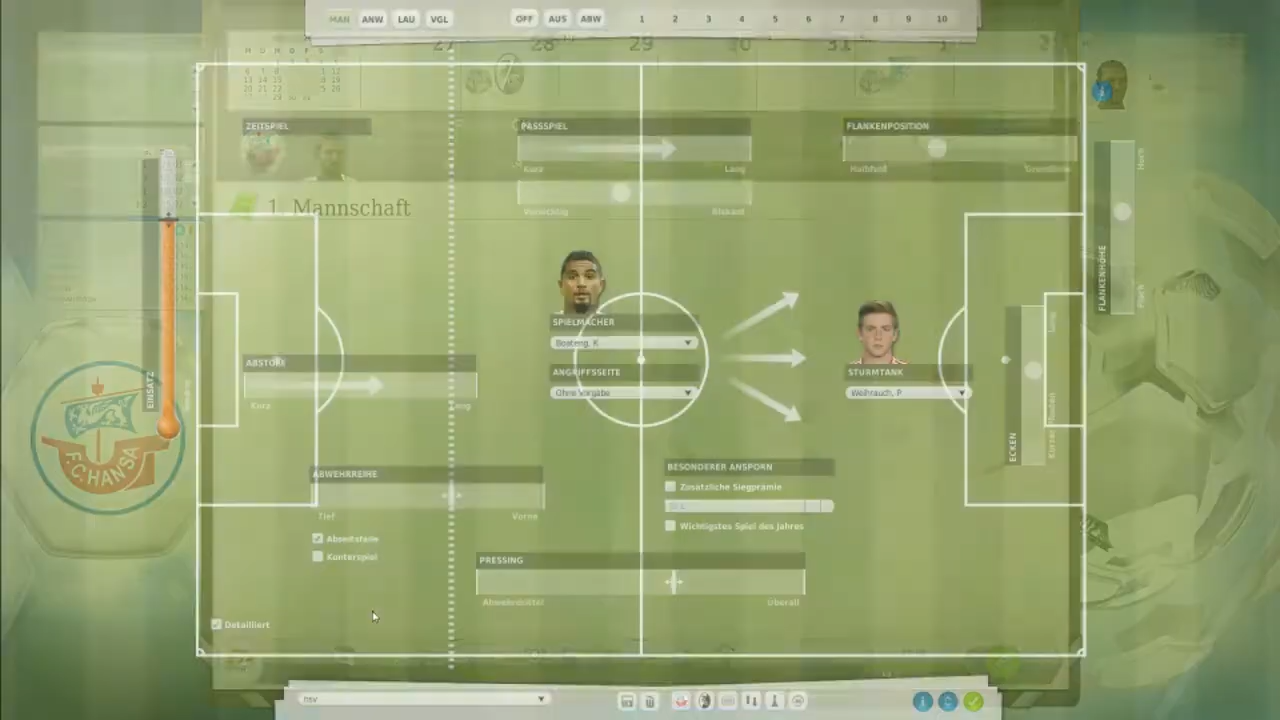 MAN ANW LAU VGL OFF AUS ABW 1 2 3 4 5 6 7 8 9 10
27 28 29 30 31
ZEITSPIEL PASSSPIEL FLANKENPOSITION
Kurz Lang Halbfeld Grundlinie
Vorsichtig Riskant
1. Mannschaft
Hoch
FLANKENHÖHE
Flach
SPIELMACHER
Boateng, K
ABSTOß ANGRIFFSSEITE STURMTANK
Ohne Vorgabe Weihrauch, P
EINSATZ
Kurz Lang
Lang
ECKEN
F.C. HANSA
ABWEHRREIHE BESONDERER ANSPORN
Zusätzliche Siegprämie
Tief Vorne
Wichtigstes Spiel des Jahres
Abseitsfalle
Konterspiel
PRESSING
Abwehrdrittel Überall
Detailliert
hsv